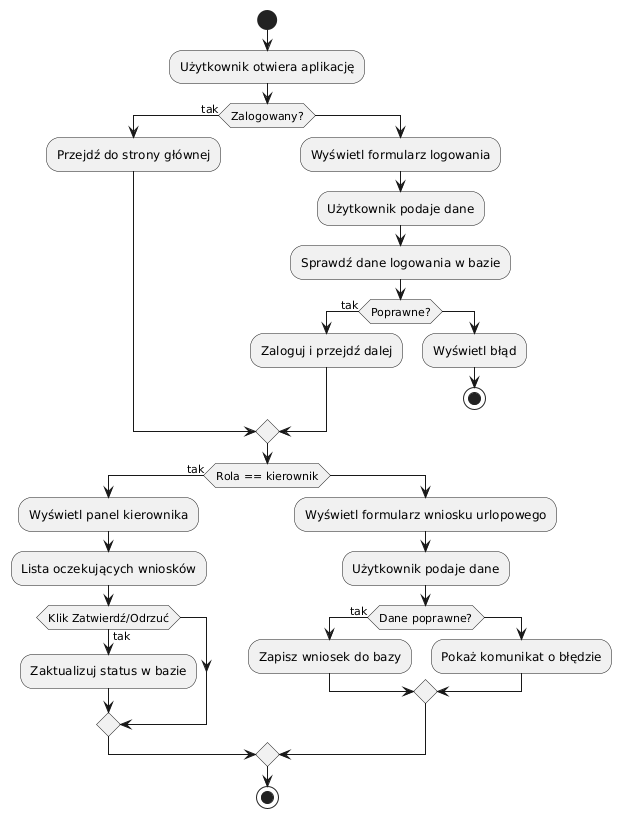 Użytkownik otwiera aplikację
tak
Zalogowany?
Przejdź do strony głównej
Wyświetl formularz logowania
Użytkownik podaje dane
Sprawdź dane logowania w bazie
tak
Poprawne?
Zaloguj i przejdź dalej
Wyświetl błąd
tak
Rola == kierownik
Wyświetl panel kierownika
Wyświetl formularz wniosku urlopowego
Lista oczekujących wniosków
Użytkownik podaje dane
Klik Zatwierdź/Odrzuć
tak
Dane poprawne?
tak
Zaktualizuj status w bazie
Zapisz wniosek do bazy
Pokaż komunikat o błędzie